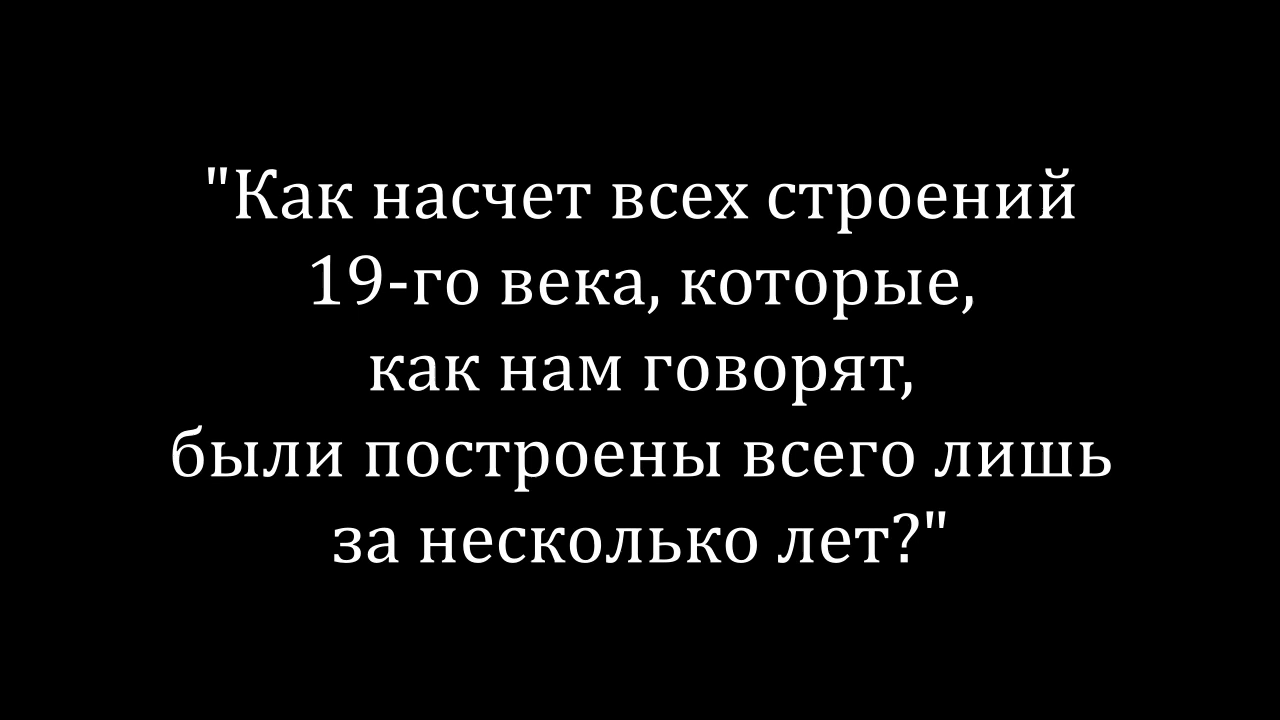 "Как насчет всех строений
19-го века, которые,
как нам говорят,
были построены всего лишь
за несколько лет?"